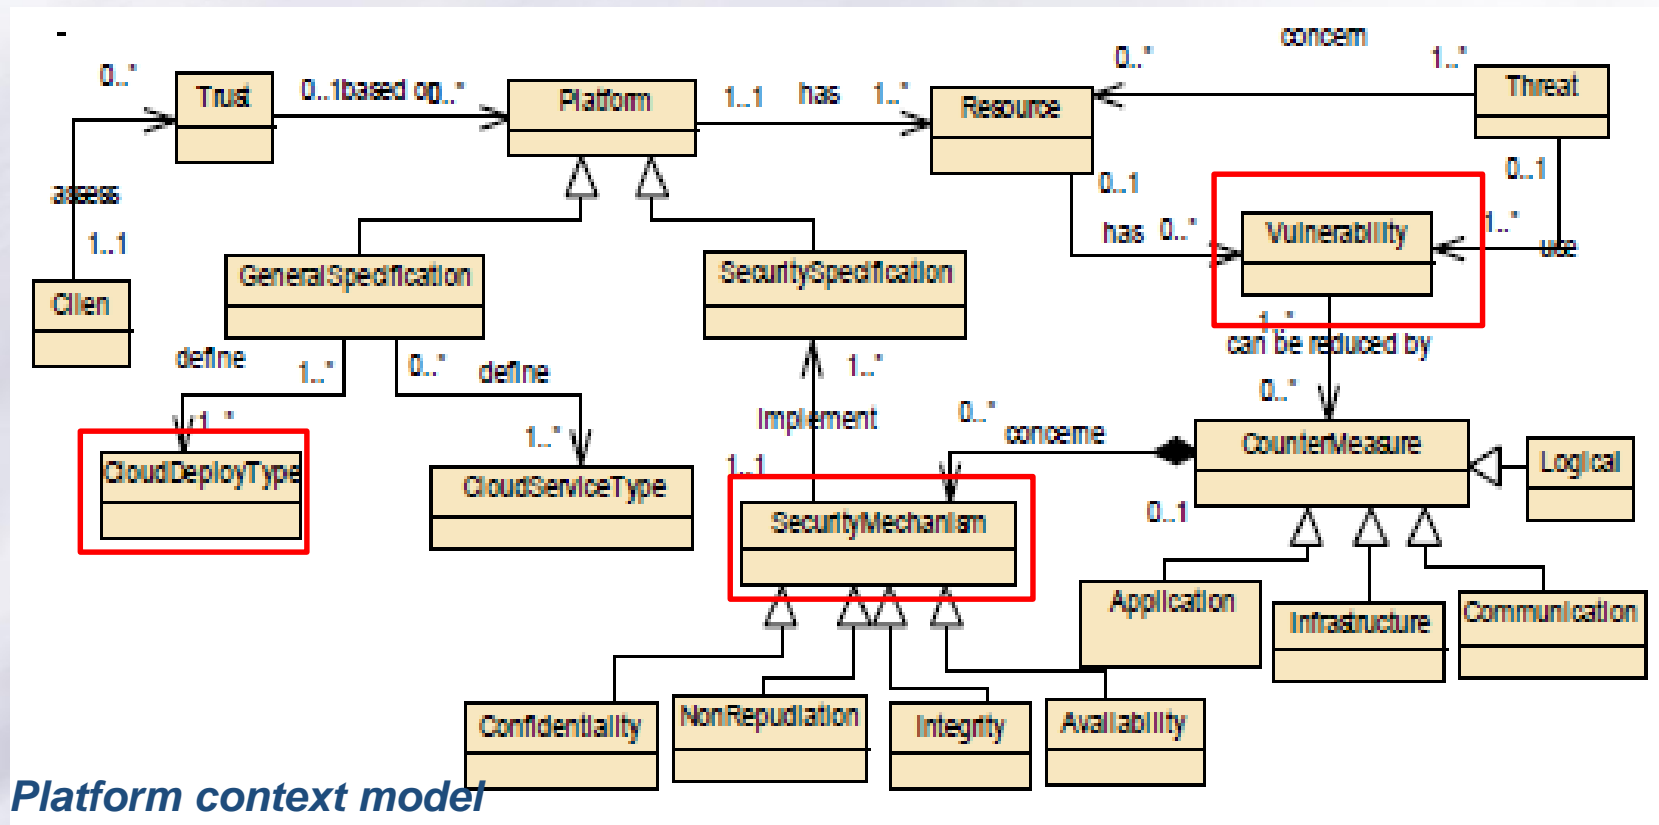 -
concern
0..*
1..*
0..*
Trust
0..1
based on
0..*
Platform
1..1
has
1..*
Resource
Threat
assess
0..1
0..1
1..1
has
0..*
Vulnerability
1..*
use
Clien
GeneralSpecification
SecuritySpecification
1..*
can be reduced by
define
1..*
0..*
define
1..*
0..*
1..*
1..*
Implement
0..*
concerne
CounterMeasure
Logical
CloudDeployType
CloudServiceType
1..1
SecurityMechanism
0..1
Application
Infrastructure
Communication
Confidentiality
NonRepudiation
Integrity
Availability
Platform context model